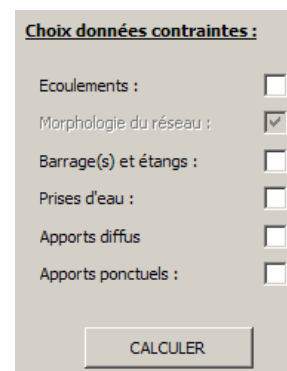 Choix données contraintes :
Ecoulements :
Morphologie du réseau :
Barrage(s) et étangs :
Prises d'eau :
Apports diffus
Apports ponctuels :
CALCULER